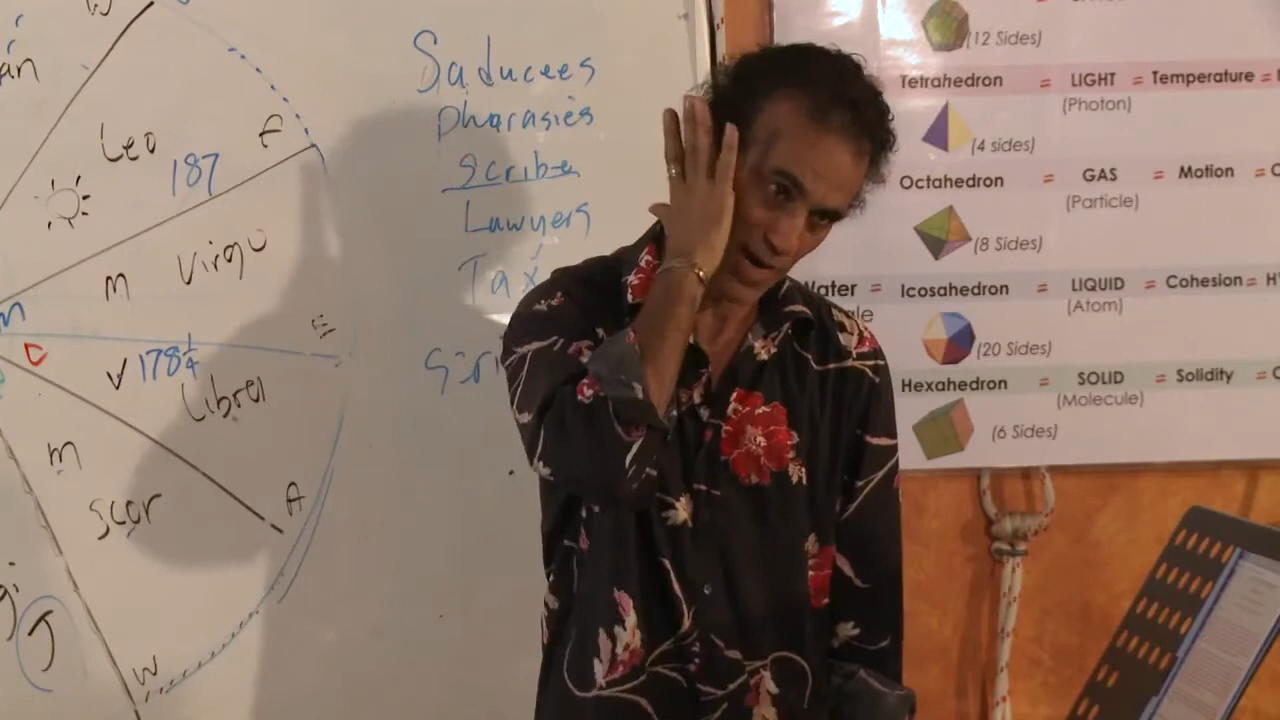 Leo
187
F
Virgo
m
E
178 1/4
Libra
m
scor
A
W
J
Saducees
pharasies
scribe
Lawyers
Tax
(12 Sides)
Tetrahedron = LIGHT = Temperature =
(Photon)
(4 sides)
Octahedron = GAS = Motion =
(Particle)
(8 Sides)
Water = Icosahedron = LIQUID = Cohesion =
(Atom)
(20 Sides)
Hexahedron = SOLID = Solidity =
(Molecule)
(6 Sides)